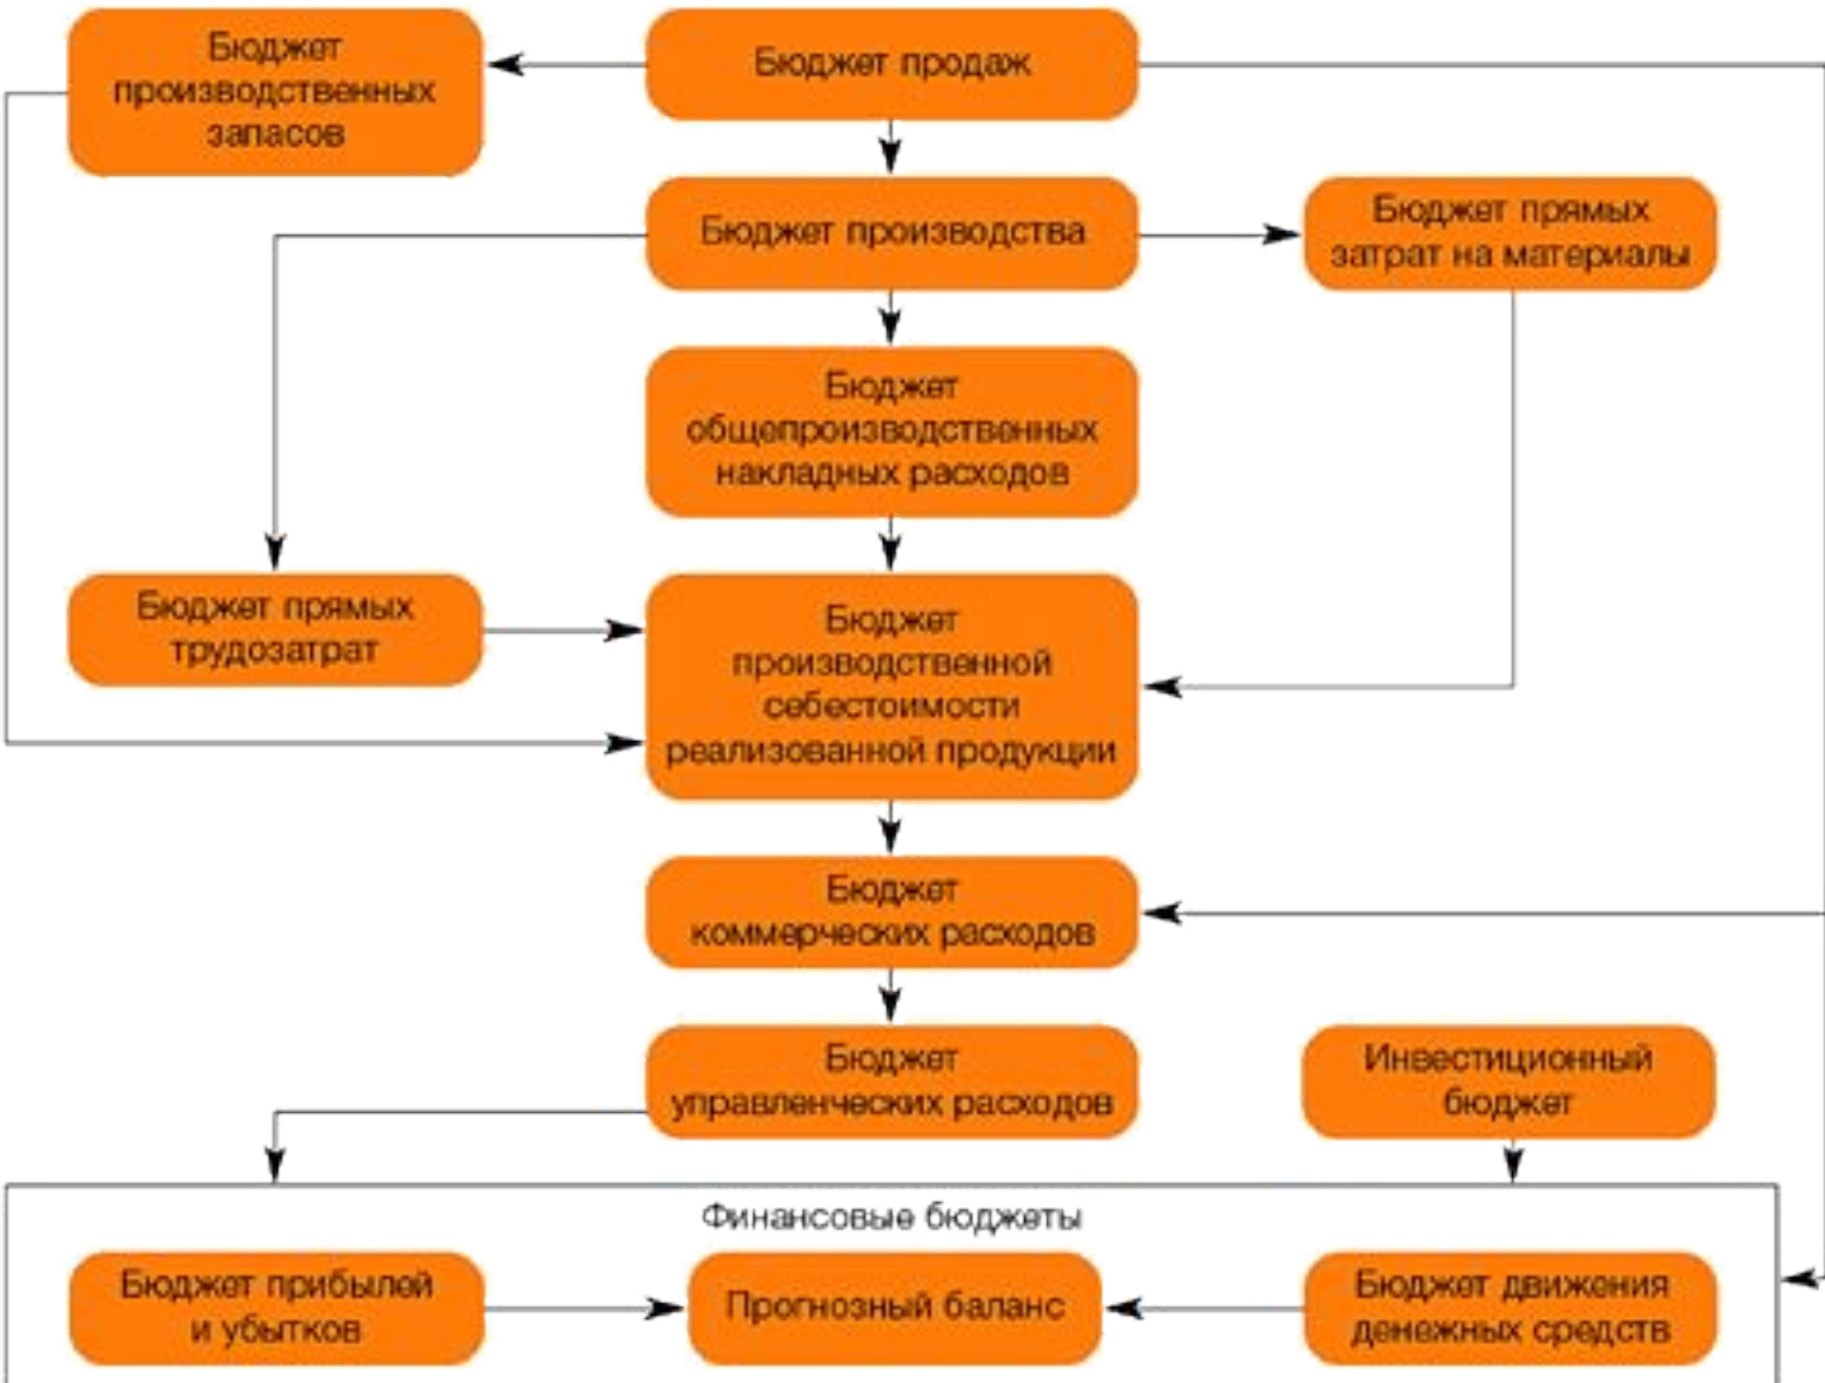 Бюджет
производственных
запасов
Бюджет продаж
Бюджет производства
Бюджет прямых
затрат на материалы
Бюджет
общепроизводственных
накладных расходов
Бюджет прямых
трудозатрат
Бюджет
производственной
себестоимости
реализованной продукции
Бюджет
коммерческих расходов
Бюджет
управленческих расходов
Инвестиционный
бюджет
Финансовые бюджеты
Бюджет прибылей
и убытков
Прогнозный баланс
Бюджет движения
денежных средств